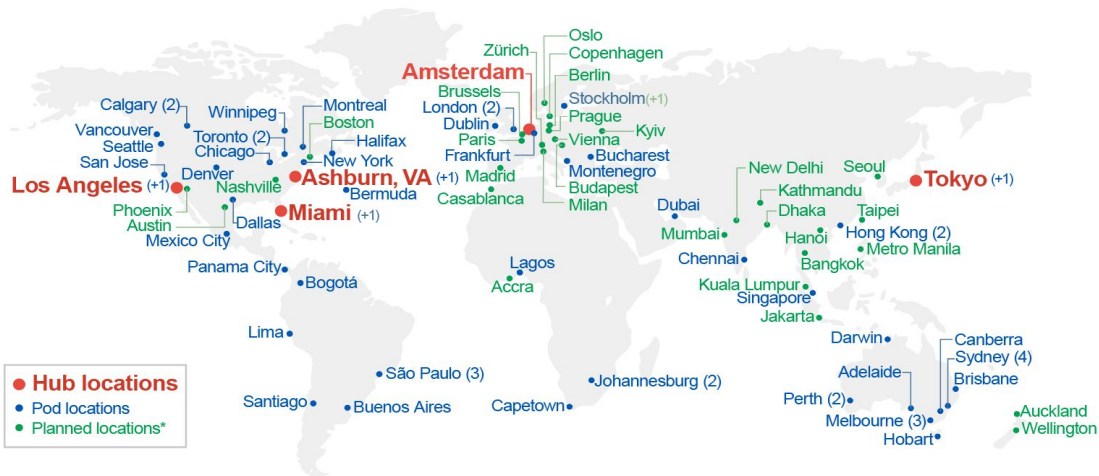 Oslo
Zürich
Copenhagen
Amsterdam
Berlin
Brussels
Stockholm(+1)
Calgary (2)
Winnipeg
Montreal
London (2)
Prague
Boston
Dublin
Kyiv
Vancouver
Toronto (2)
Halifax
Paris
Vienna
Seattle
Chicago
Frankfurt
Bucharest
San Jose
New York
Montenegro
Denver
Madrid
New Delhi
Seoul
Los Angeles (+1)
Nashville
Ashburn, VA (+1)
Budapest
Kathmandu
Tokyo (+1)
Bermuda
Casablanca
Milan
Phoenix
Miami (+1)
Dubai
Dhaka
Taipei
Austin
Dallas
Mumbai
Hanoi
Hong Kong (2)
Mexico City
Metro Manila
Panama City
Lagos
Chennai
Bangkok
Bogotá
Accra
Kuala Lumpur
Singapore
Jakarta
Lima
Darwin
Canberra
Sydney (4)
Hub locations
São Paulo (3)
Johannesburg (2)
Adelaide
Brisbane
Pod locations
Santiago
Buenos Aires
Capetown
Perth (2)
Auckland
Planned locations*
Melbourne (3)
Wellington
Hobart